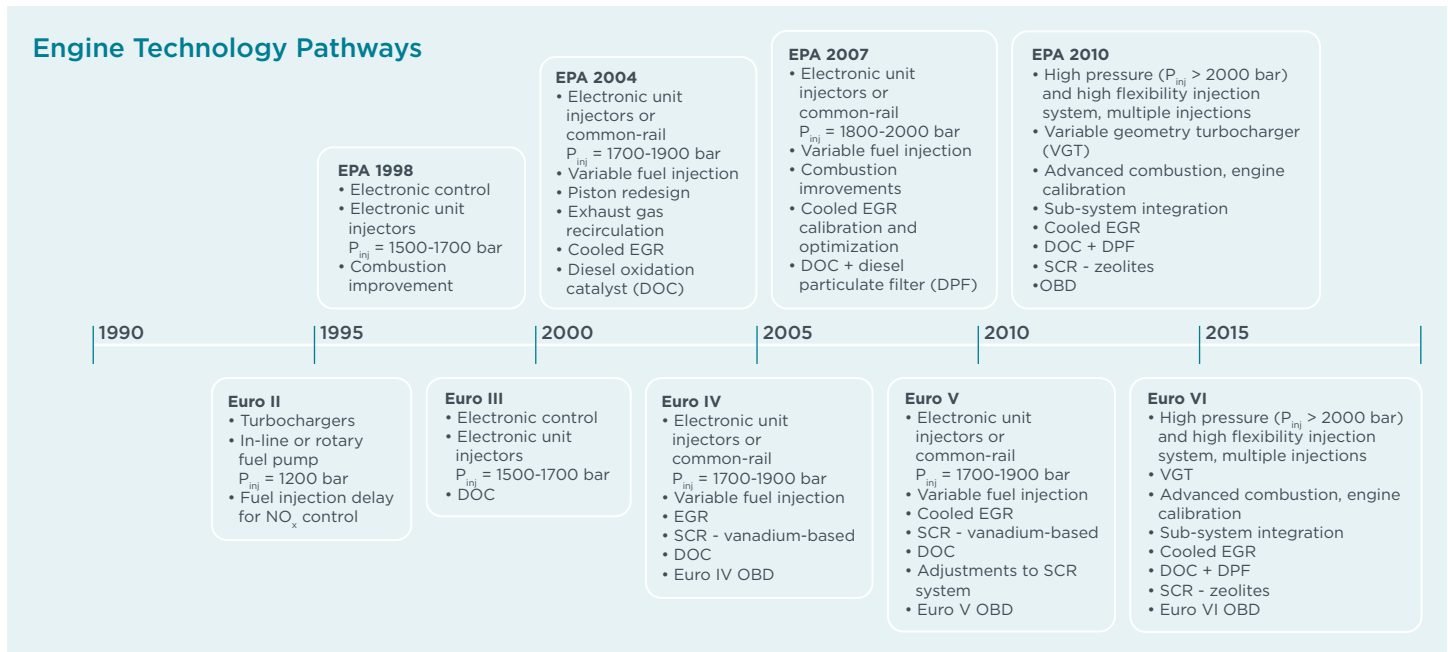 Engine Technology Pathways
EPA 1998
• Electronic control
• Electronic unit
injectors
P_inj = 1500-1700 bar
• Combustion
improvement
EPA 2004
• Electronic unit
injectors or
common-rail
P_inj = 1700-1900 bar
• Variable fuel injection
• Piston redesign
• Exhaust gas
recirculation
• Cooled EGR
• Diesel oxidation
catalyst (DOC)
EPA 2007
• Electronic unit
injectors or
common-rail
P_inj = 1800-2000 bar
• Variable fuel injection
• Combustion
imrovements
• Cooled EGR
calibration and
optimization
• DOC + diesel
particulate filter (DPF)
EPA 2010
• High pressure (P_inj > 2000 bar)
and high flexibility injection
system, multiple injections
• Variable geometry turbocharger
(VGT)
• Advanced combustion, engine
calibration
• Sub-system integration
• Cooled EGR
• DOC + DPF
• SCR - zeolites
•OBD
1990
1995
2000
2005
2010
2015
Euro II
• Turbochargers
• In-line or rotary
fuel pump
P_inj = 1200 bar
• Fuel injection delay
for NO_x control
Euro III
• Electronic control
• Electronic unit
injectors
P_inj = 1500-1700 bar
• DOC
Euro IV
• Electronic unit
injectors or
common-rail
P_inj = 1700-1900 bar
• Variable fuel injection
• EGR
• SCR - vanadium-based
• DOC
• Euro IV OBD
Euro V
• Electronic unit
injectors or
common-rail
P_inj = 1700-1900 bar
• Variable fuel injection
• Cooled EGR
• SCR - vanadium-based
• DOC
• Adjustments to SCR
system
• Euro V OBD
Euro VI
• High pressure (P_inj > 2000 bar)
and high flexibility injection
system, multiple injections
• VGT
• Advanced combustion, engine
calibration
• Sub-system integration
• Cooled EGR
• DOC + DPF
• SCR - zeolites
• Euro VI OBD